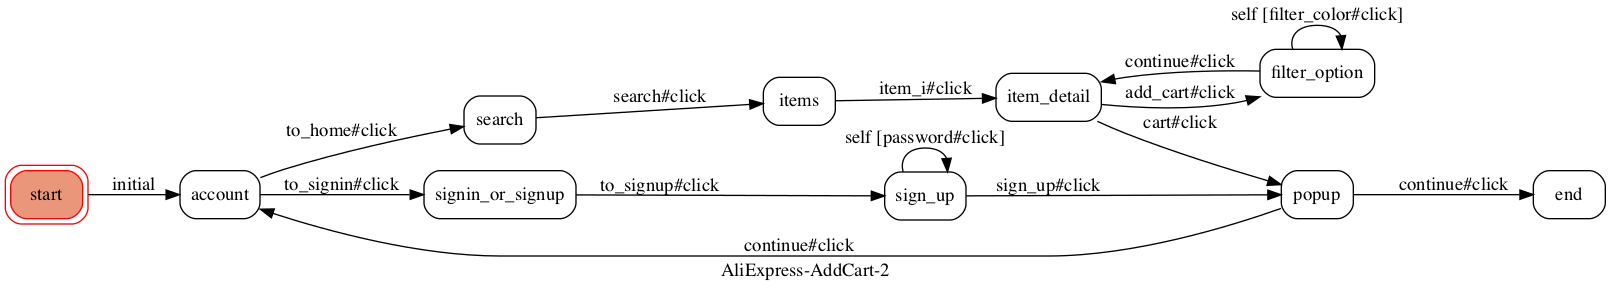 self [filter_color#click]
continue#click
filter_option
add_cart#click
item_i#click
item_detail
search#click
items
cart#click
to_home#click
search
self [password#click]
start
initial
account
to_signin#click
signin_or_signup
to_signup#click
sign_up
sign_up#click
popup
continue#click
end
continue#click
AliExpress-AddCart-2